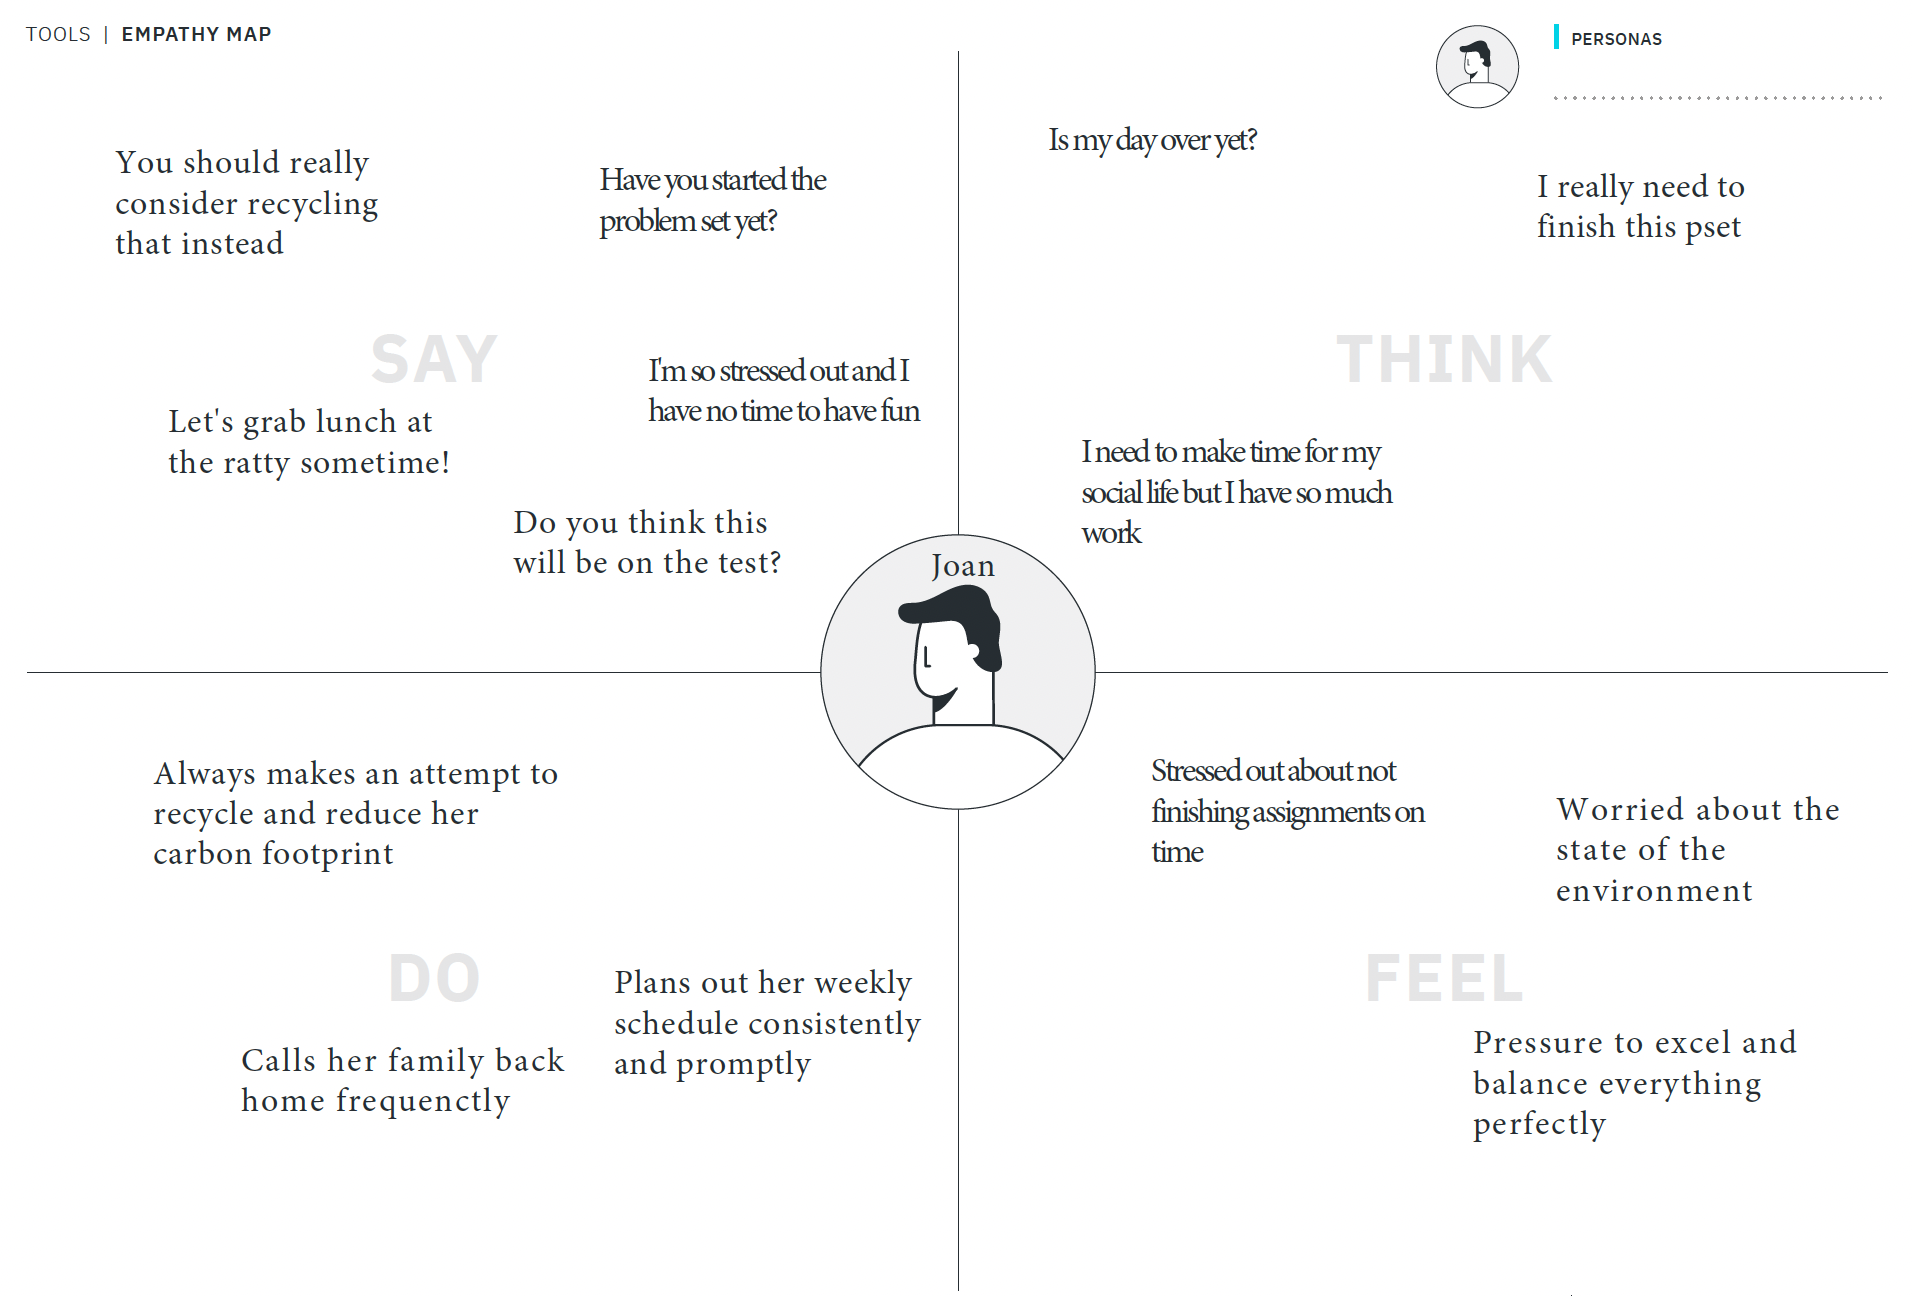 TOOLS | EMPATHY MAP
PERSONAS
You should really
consider recycling
that instead
Have you started the
problem set yet?
SAY
I'm so stressed out and I
have no time to have fun
Let's grab lunch at
the ratty sometime!
Do you think this
will be on the test?
Is my day over yet?
I really need to
finish this pset
THINK
I need to make time for my
social life but I have so much
work
Joan
Always makes an attempt to
recycle and reduce her
carbon footprint
DO
Plans out her weekly
schedule consistently
and promptly
Calls her family back
home frequenctly
Stressed out about not
finishing assignments on
time
Worried about the
state of the
environment
FEEL
Pressure to excel and
balance everything
perfectly